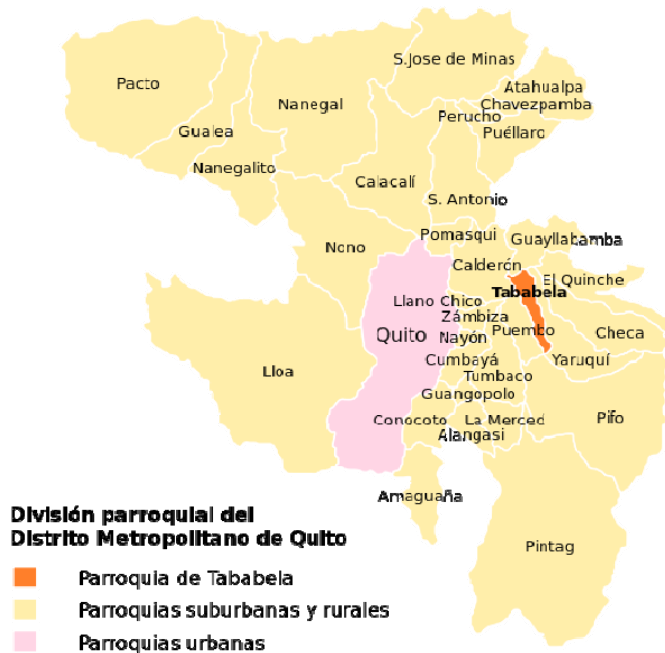 S.Jose de Minas
Pacto
Atahualpa
Nanegal
Chavezpamba
Perucho
Gualea
Puéllaro
Nanegalito
Calacalí
S. Antonio
Pomasqui
Guayllabamba
Nono
Calderón
El Quinche
Tababela
Llano Chico
Zámbiza
Puembo
Checa
Quito
Nayón
Cumbayá
Yaruquí
Lloa
Tumbaco
Guangopolo
Conocoto
La Merced
Pifo
Alangasi
Amaguaña
Pintag
División parroquial del
Distrito Metropolitano de Quito
Parroquia de Tababela
Parroquias suburbanas y rurales
Parroquias urbanas